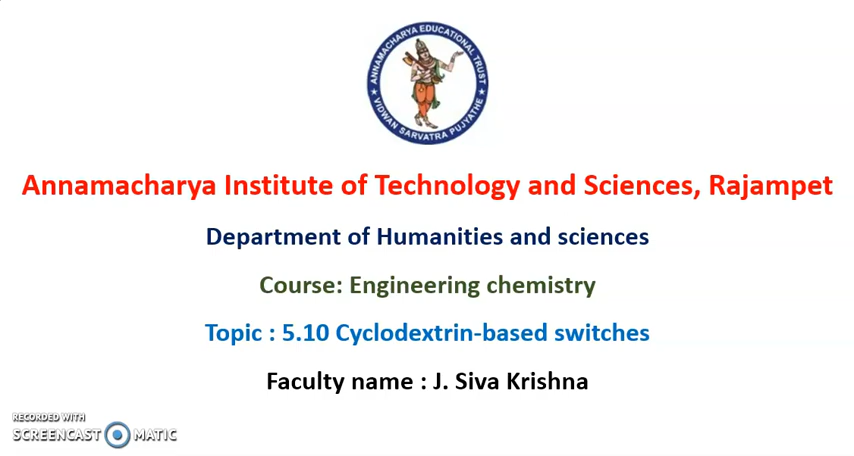 ANNAMACHARYA EDUCATIONAL TRUST
VIDWAN SARVATRA PUJYATHE
Annamacharya Institute of Technology and Sciences, Rajampet
Department of Humanities and sciences
Course: Engineering chemistry
Topic : 5.10 Cyclodextrin-based switches
Faculty name : J. Siva Krishna
RECORDED WITH
SCREENCAST MATIC